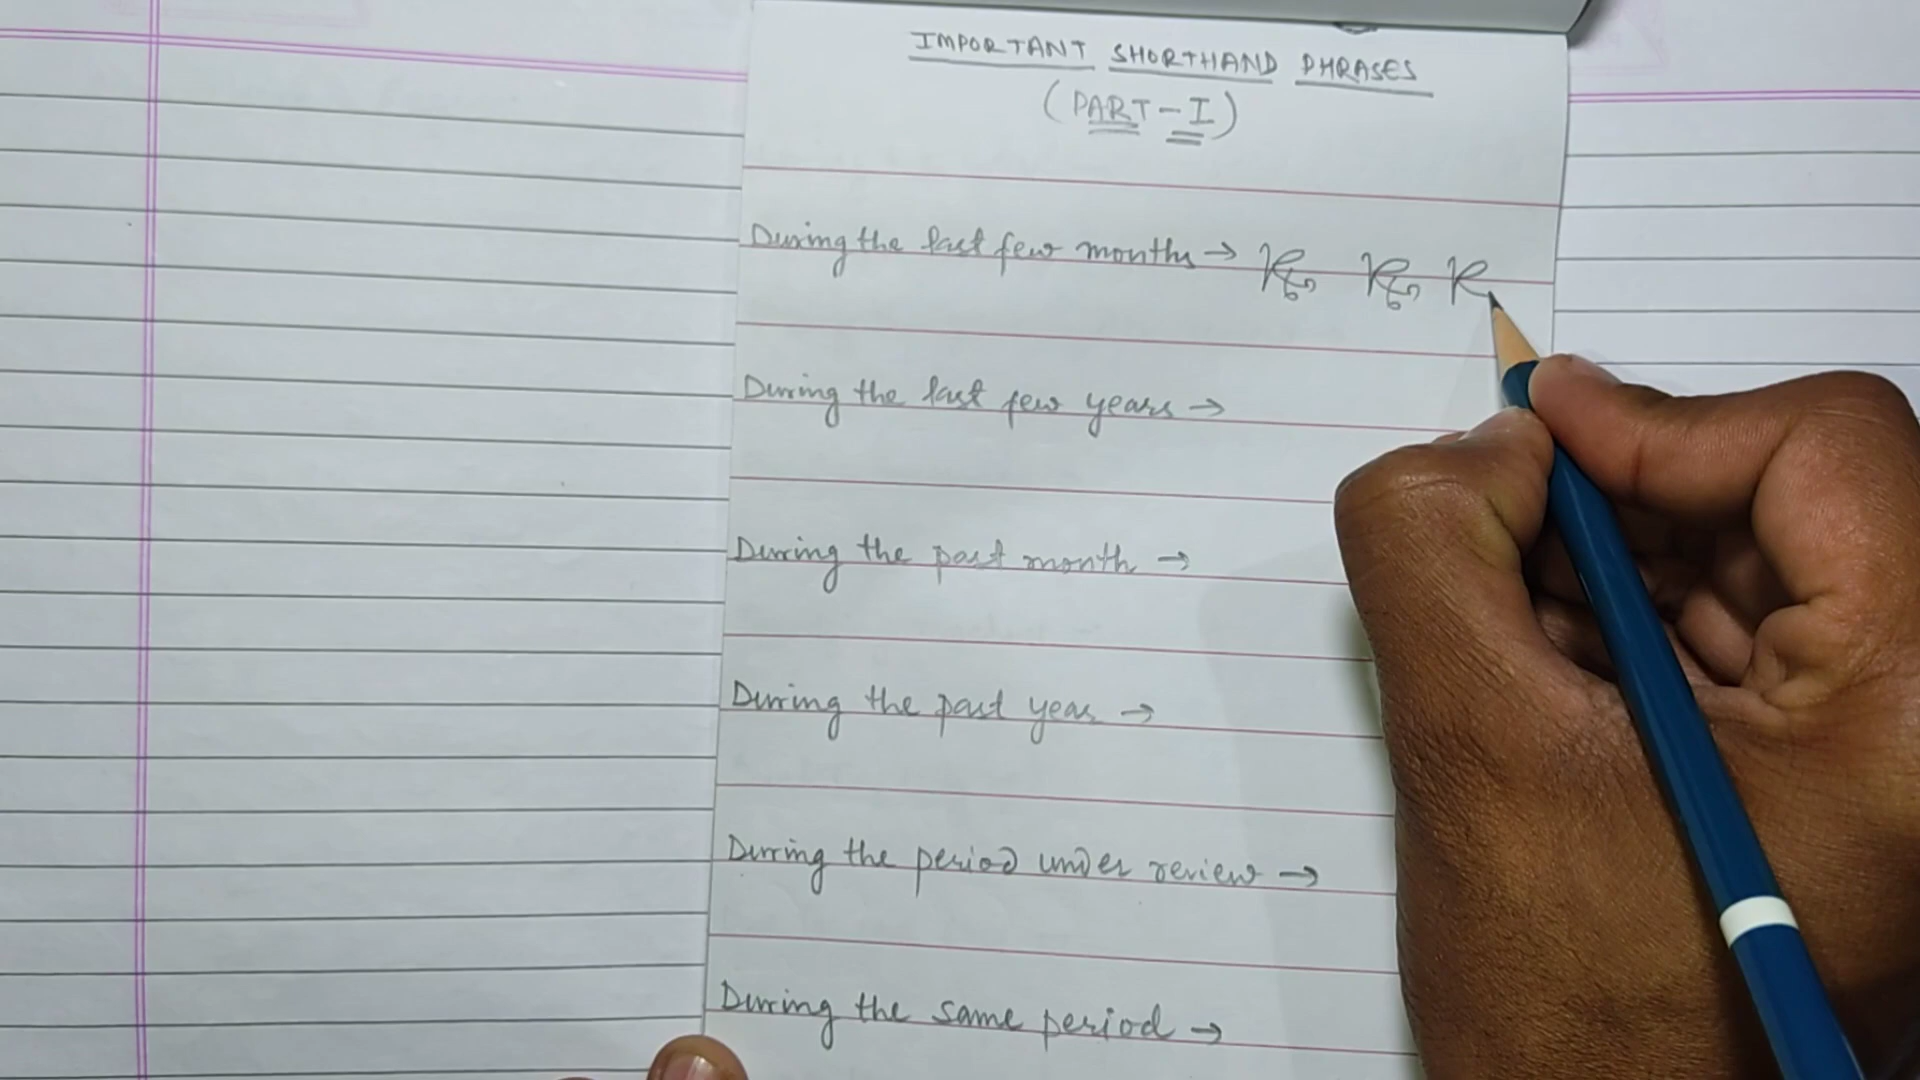 IMPORTANT SHORTHAND PHRASES
(PART-I)
During the last few months →
During the last few years →
During the past month →
During the past year →
During the period under review →
During the same period →